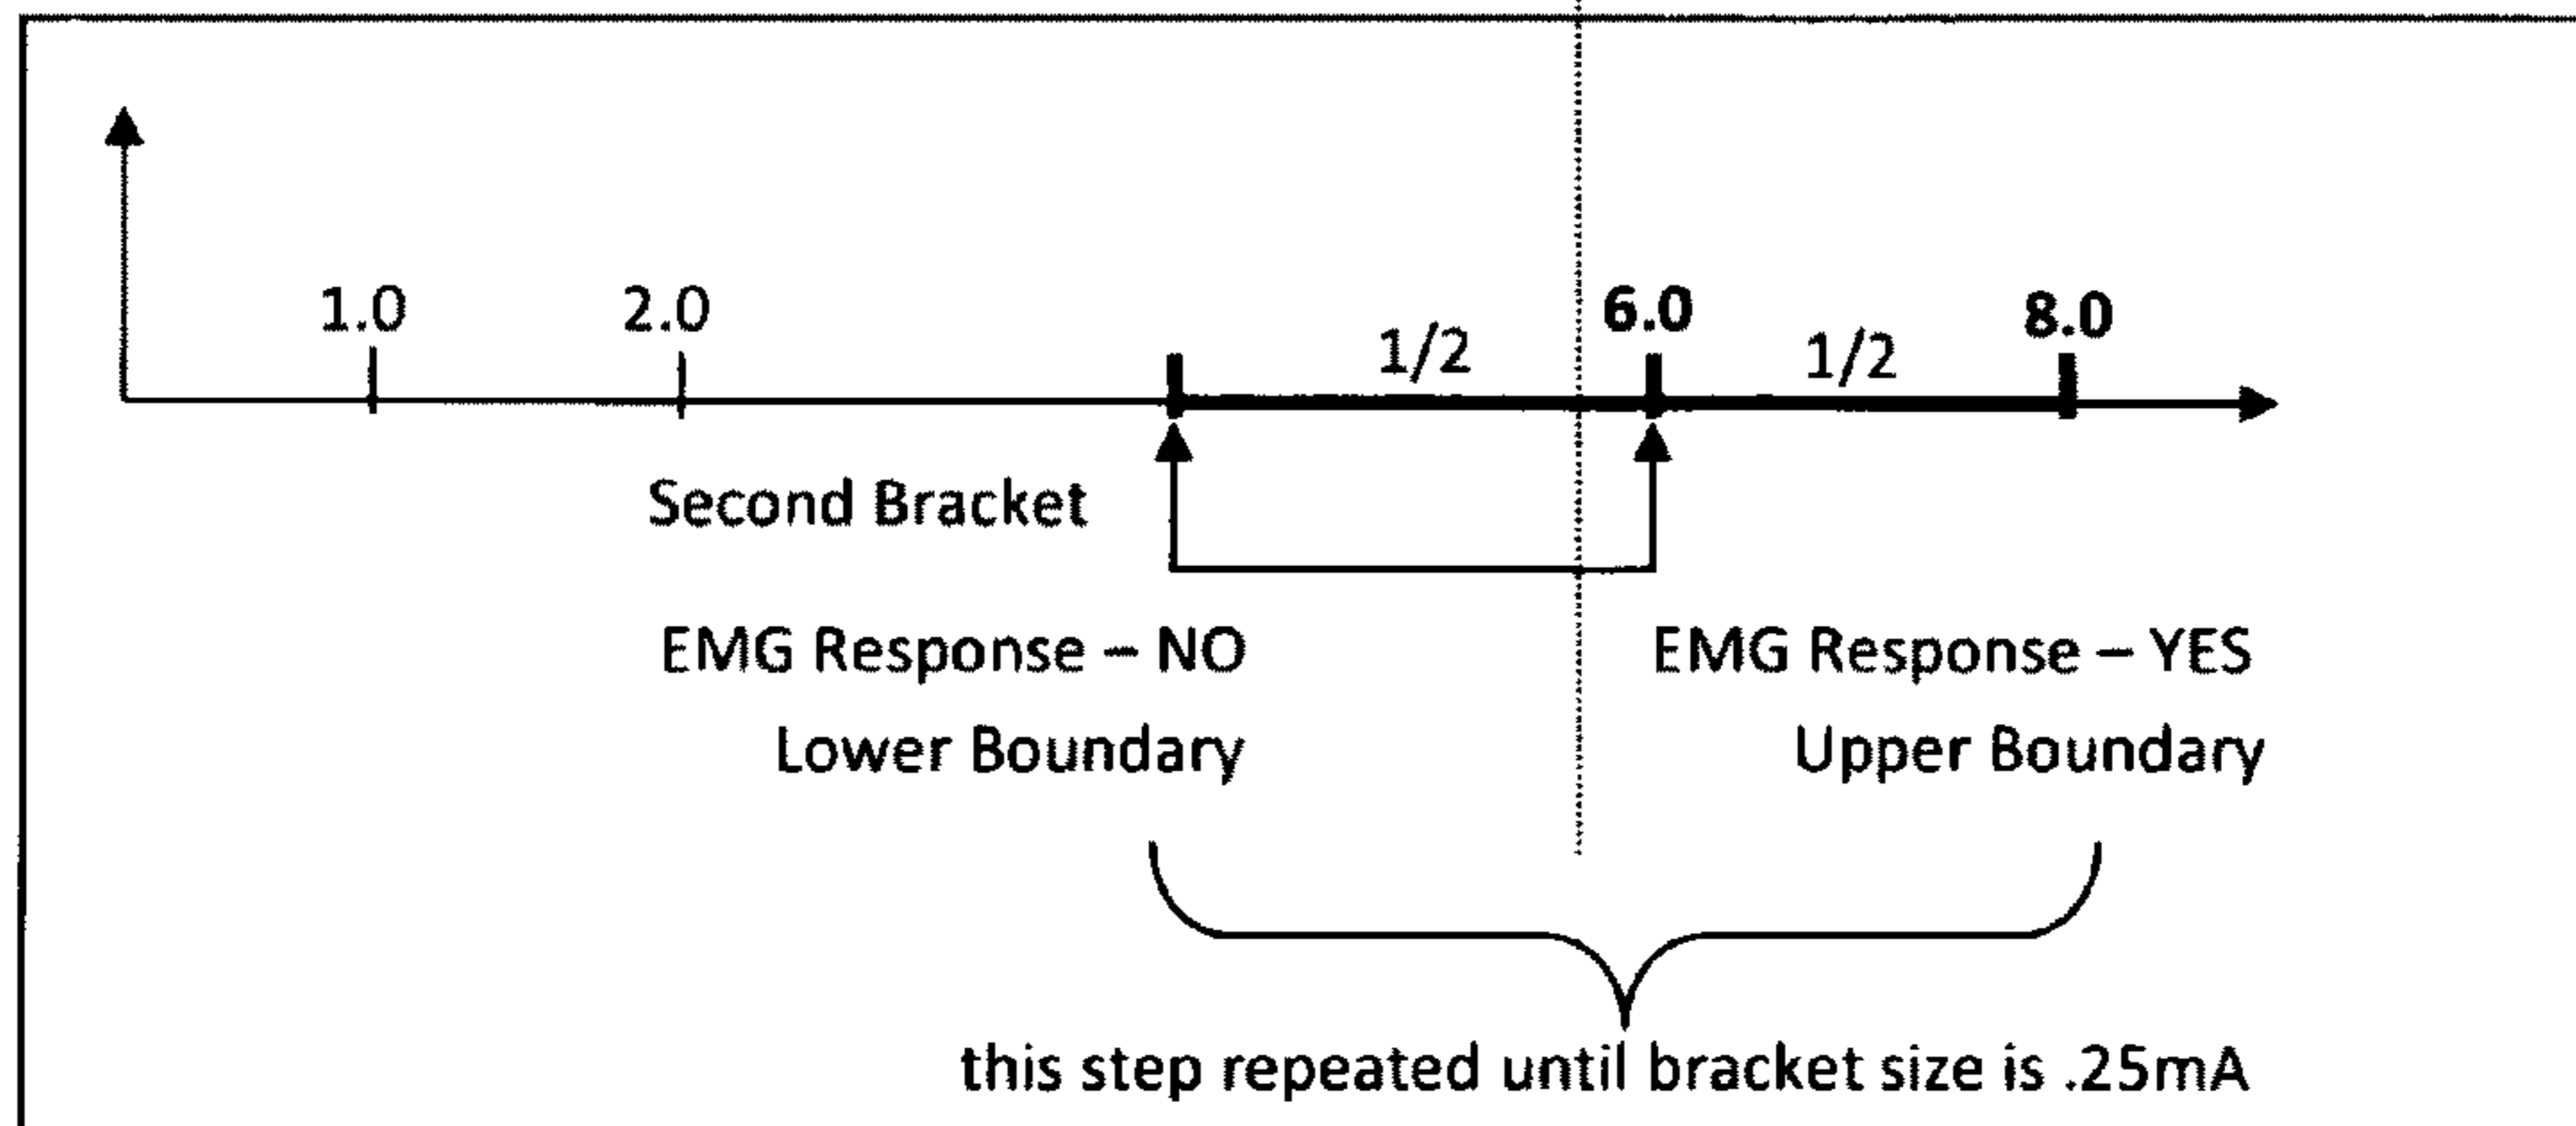 1.0 2.0 6.0 8.0
1/2 1/2
Second Bracket
EMG Response – NO EMG Response – YES
Lower Boundary Upper Boundary
this step repeated until bracket size is .25mA